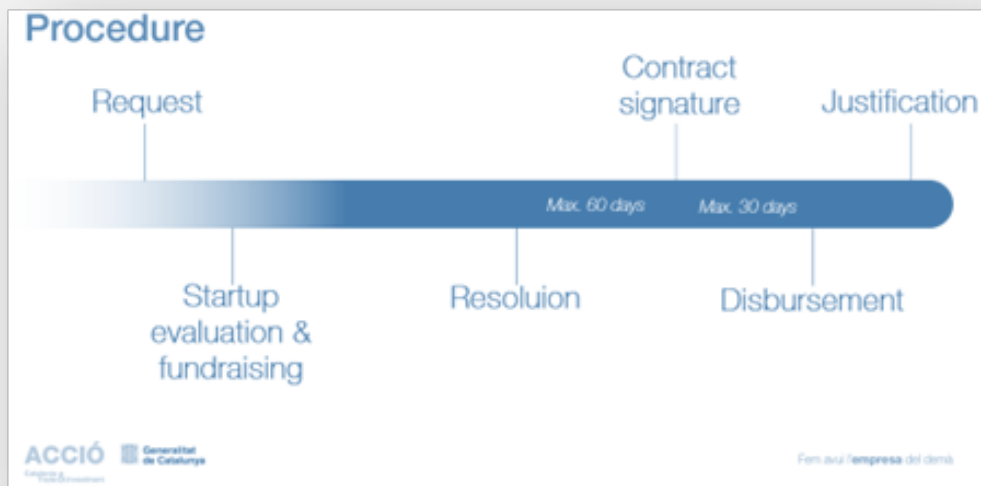 Procedure
Request
Contract
signature
Justification
Max. 60 days
Max. 30 days
Startup
evaluation &
fundraising
Resoluion
Disbursement
ACCIÓ
Generalitat
de Catalunya
Fem avui l'empresa del demà